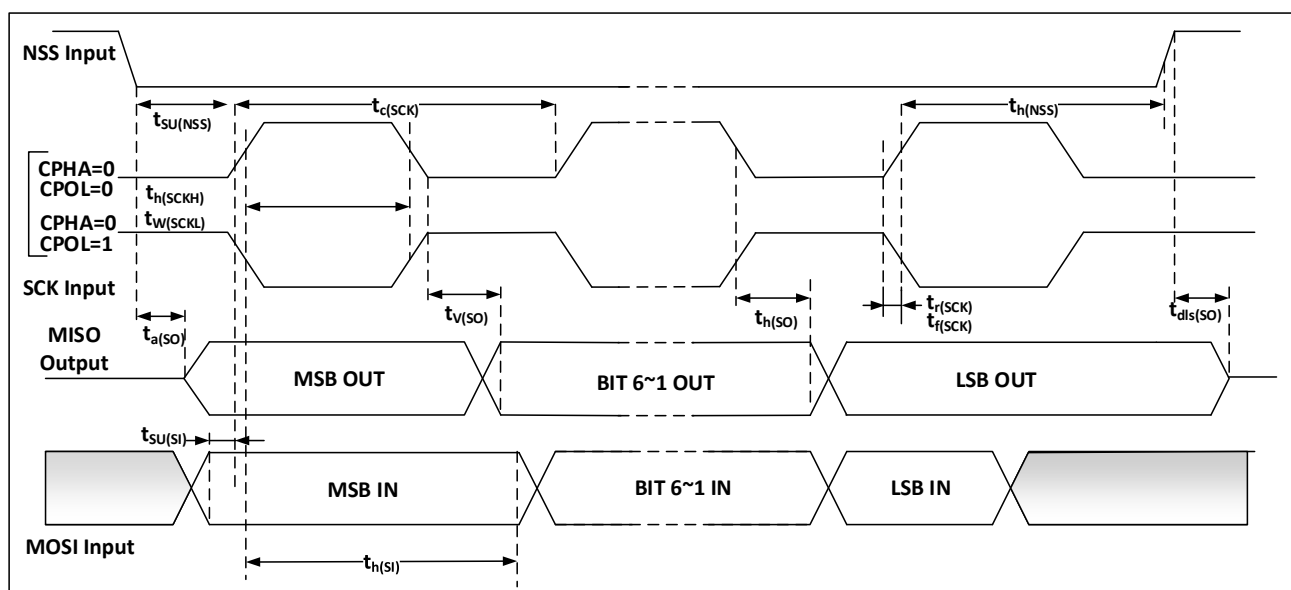 NSS Input
tSU(NSS)
tc(SCK)
th(NSS)
CPHA=0
CPOL=0
th(SCKH)
CPHA=0
tW(SCKL)
CPOL=1
SCK Input
ta(SO)
tV(SO)
th(SO)
tr(SCK)
tf(SCK)
tdIs(SO)
MISO
Output
MSB OUT
BIT 6~1 OUT
LSB OUT
tSU(SI)
MSB IN
BIT 6~1 IN
LSB IN
MOSI Input
th(SI)